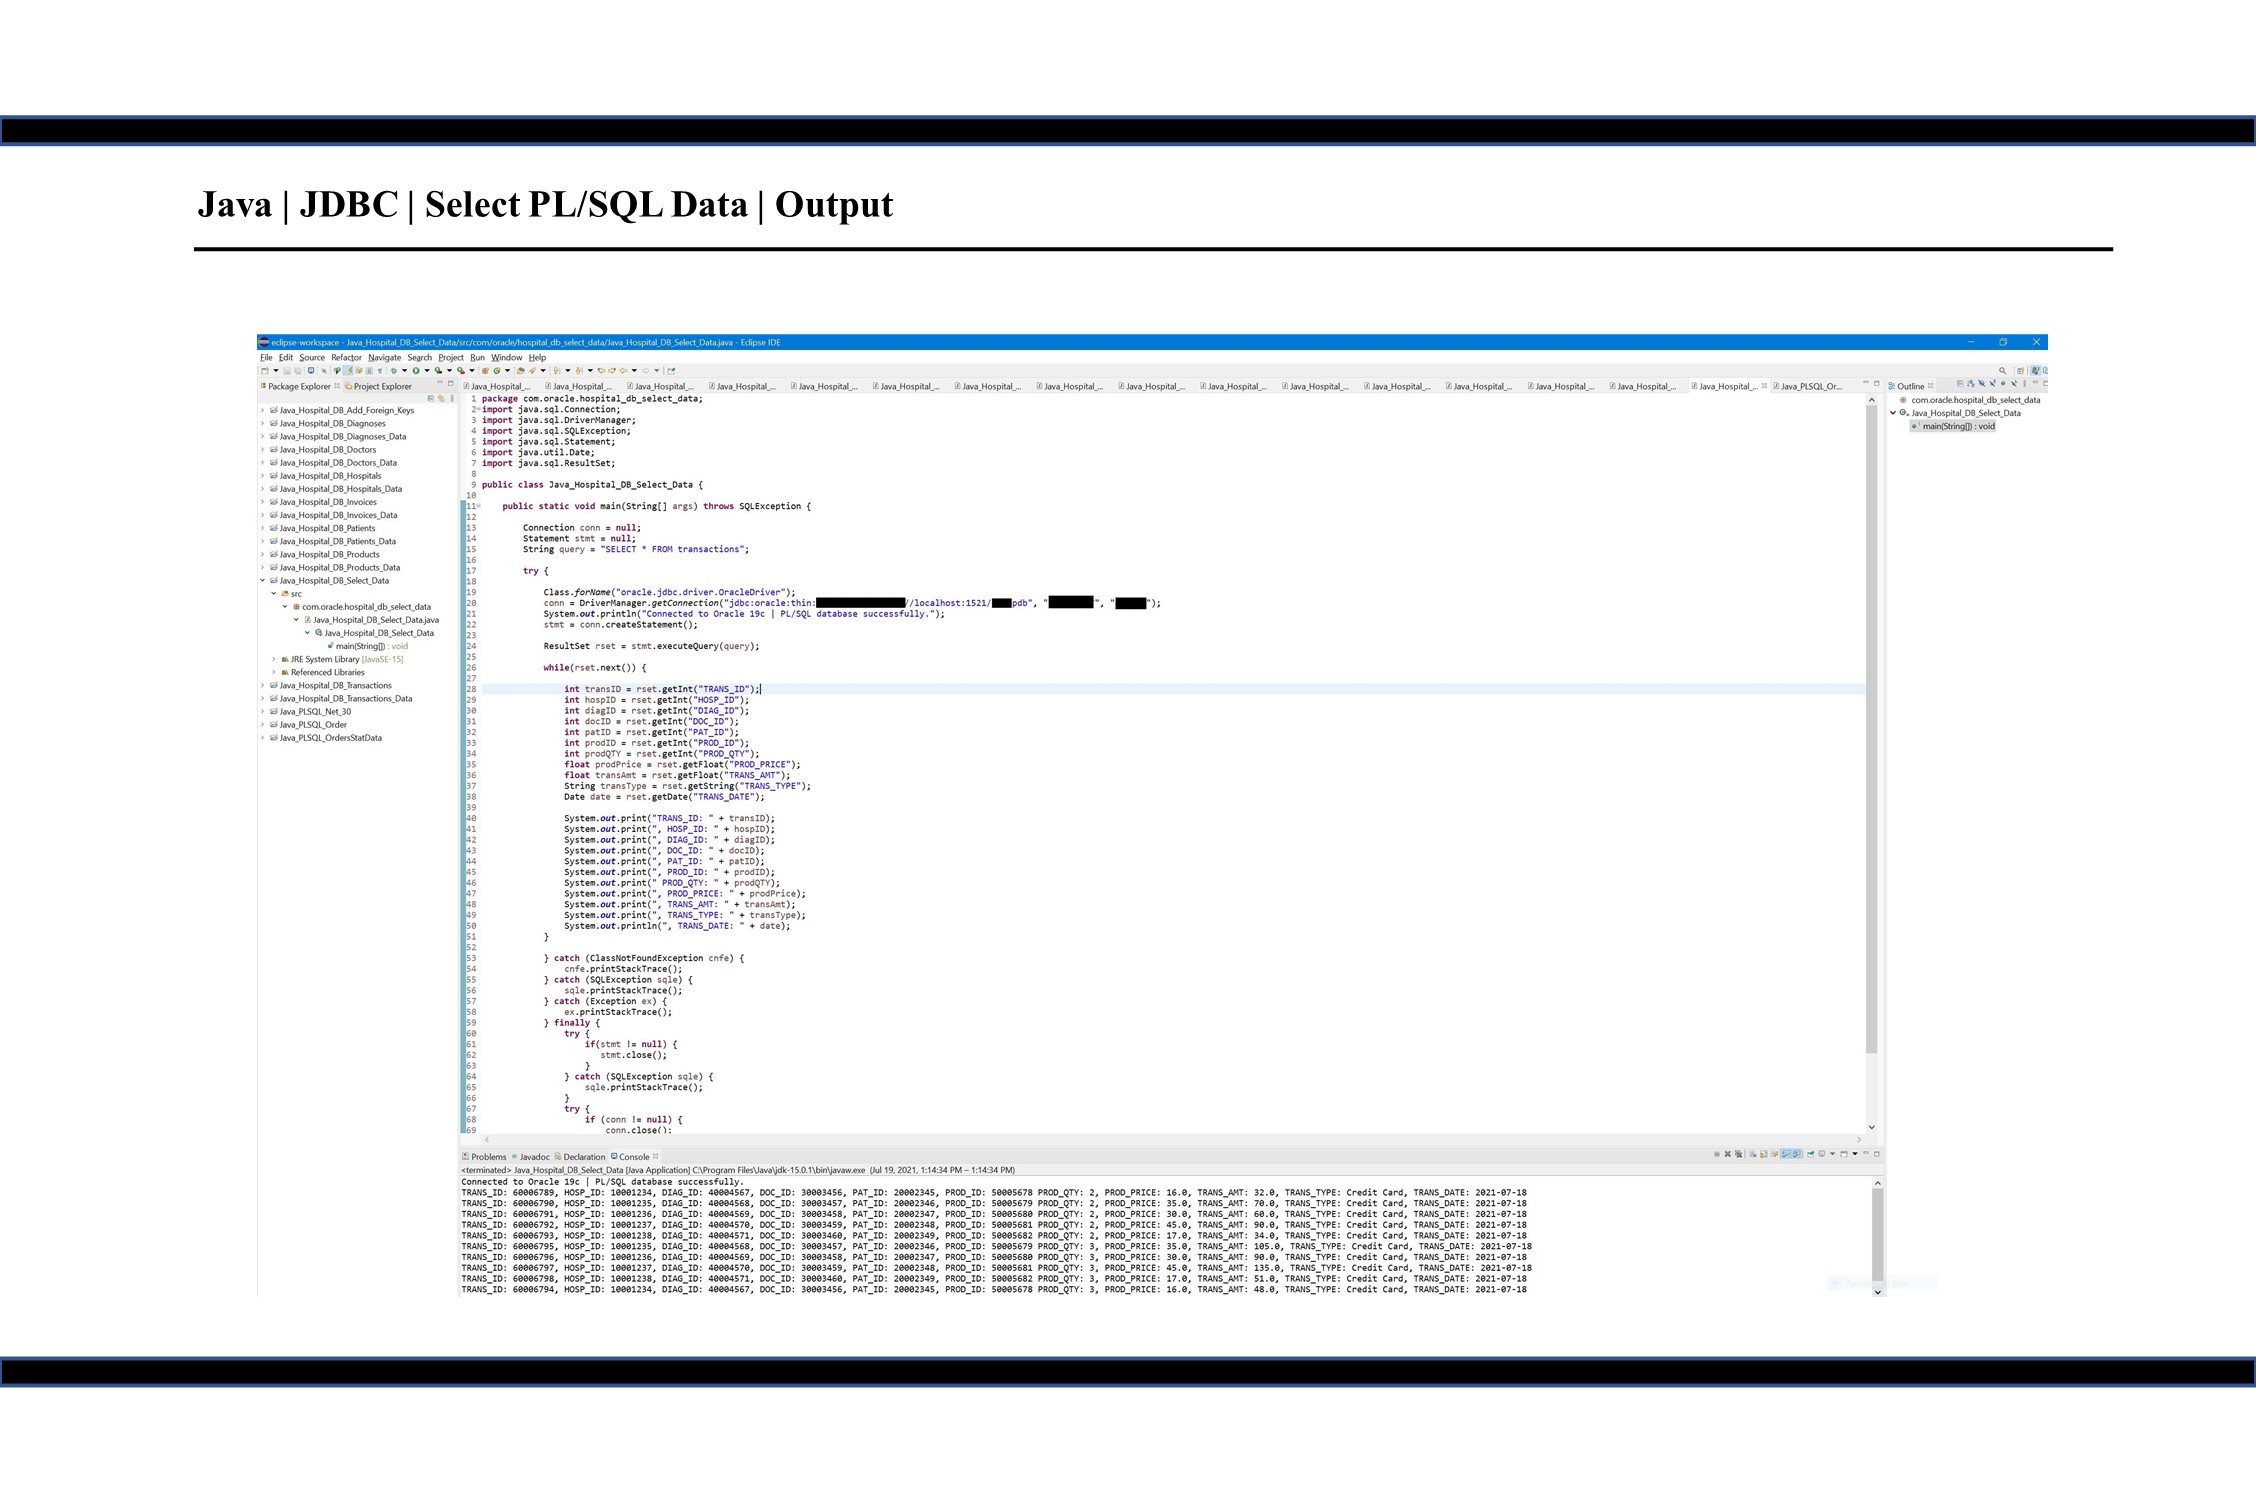 Java | JDBC | Select PL/SQL Data | Output
eclipse-workspace - Java_Hospital_DB_Select_Data/src/com/oracle/hospital_db_select_data/Java_Hospital_DB_Select_Data.java - Eclipse IDE
File Edit Source Refactor Navigate Search Project Run Window Help
Package Explorer Project Explorer
Java_Hospital_DB_Add_Foreign_Keys
Java_Hospital_DB_Diagnoses
Java_Hospital_DB_Diagnoses_Data
Java_Hospital_DB_Doctors
Java_Hospital_DB_Doctors_Data
Java_Hospital_DB_Hospitals
Java_Hospital_DB_Hospitals_Data
Java_Hospital_DB_Invoices
Java_Hospital_DB_Invoices_Data
Java_Hospital_DB_Patients
Java_Hospital_DB_Patients_Data
Java_Hospital_DB_Products
Java_Hospital_DB_Products_Data
Java_Hospital_DB_Select_Data
src
com.oracle.hospital_db_select_data
Java_Hospital_DB_Select_Data.java
Java_Hospital_DB_Select_Data
main(String[]) : void
JRE System Library [JavaSE-15]
Referenced Libraries
Java_Hospital_DB_Transactions
Java_Hospital_DB_Transactions_Data
Java_PLSQL_Net_30
Java_PLSQL_Order
Java_PLSQL_OrdersStatData
Java_Hospital_... Java_Hospital_... Java_Hospital_... Java_Hospital_... Java_Hospital_... Java_Hospital_... Java_Hospital_... Java_Hospital_... Java_Hospital_... Java_Hospital_... Java_Hospital_... Java_Hospital_... Java_Hospital_... Java_Hospital_... Java_Hospital_... Java_Hospital_... Java_PLSQL_Or...
1 package com.oracle.hospital_db_select_data;
2 import java.sql.Connection;
3 import java.sql.DriverManager;
4 import java.sql.SQLException;
5 import java.sql.Statement;
6 import java.util.Date;
7 import java.sql.ResultSet;
8
9 public class Java_Hospital_DB_Select_Data {
10
11 public static void main(String[] args) throws SQLException {
12
13 Connection conn = null;
14 Statement stmt = null;
15 String query = "SELECT * FROM transactions";
16
17 try {
18
19 Class.forName("oracle.jdbc.driver.OracleDriver");
20 conn = DriverManager.getConnection("jdbc:oracle:thin: //localhost:1521/ pdb", " ", " ");
21 System.out.println("Connected to Oracle 19c | PL/SQL database successfully.");
22 stmt = conn.createStatement();
23
24 ResultSet rset = stmt.executeQuery(query);
25
26 while(rset.next()) {
27
28 int transID = rset.getInt("TRANS_ID");
29 int hospID = rset.getInt("HOSP_ID");
30 int diagID = rset.getInt("DIAG_ID");
31 int docID = rset.getInt("DOC_ID");
32 int patID = rset.getInt("PAT_ID");
33 int prodID = rset.getInt("PROD_ID");
34 int prodQTY = rset.getInt("PROD_QTY");
35 float prodPrice = rset.getFloat("PROD_PRICE");
36 float transAmt = rset.getFloat("TRANS_AMT");
37 String transType = rset.getString("TRANS_TYPE");
38 Date date = rset.getDate("TRANS_DATE");
39
40 System.out.print("TRANS_ID: " + transID);
41 System.out.print(", HOSP_ID: " + hospID);
42 System.out.print(", DIAG_ID: " + diagID);
43 System.out.print(", DOC_ID: " + docID);
44 System.out.print(", PAT_ID: " + patID);
45 System.out.print(", PROD_ID: " + prodID);
46 System.out.print(" PROD_QTY: " + prodQTY);
47 System.out.print(", PROD_PRICE: " + prodPrice);
48 System.out.print(", TRANS_AMT: " + transAmt);
49 System.out.print(", TRANS_TYPE: " + transType);
50 System.out.println(", TRANS_DATE: " + date);
51 }
52
53 } catch (ClassNotFoundException cnfe) {
54 cnfe.printStackTrace();
55 } catch (SQLException sqle) {
56 sqle.printStackTrace();
57 } catch (Exception ex) {
58 ex.printStackTrace();
59 } finally {
60 try {
61 if(stmt != null) {
62 stmt.close();
63 }
64 } catch (SQLException sqle) {
65 sqle.printStackTrace();
66 }
67 try {
68 if (conn != null) {
69 conn.close();
Outline
com.oracle.hospital_db_select_data
Java_Hospital_DB_Select_Data
main(String[]) : void
Problems Javadoc Declaration Console
<terminated> Java_Hospital_DB_Select_Data [Java Application] C:\Program Files\Java\jdk-15.0.1\bin\javaw.exe (Jul 19, 2021, 1:14:34 PM – 1:14:34 PM)
Connected to Oracle 19c | PL/SQL database successfully.
TRANS_ID: 60006789, HOSP_ID: 10001234, DIAG_ID: 40004567, DOC_ID: 30003456, PAT_ID: 20002345, PROD_ID: 50005678 PROD_QTY: 2, PROD_PRICE: 16.0, TRANS_AMT: 32.0, TRANS_TYPE: Credit Card, TRANS_DATE: 2021-07-18
TRANS_ID: 60006790, HOSP_ID: 10001235, DIAG_ID: 40004568, DOC_ID: 30003457, PAT_ID: 20002346, PROD_ID: 50005679 PROD_QTY: 2, PROD_PRICE: 35.0, TRANS_AMT: 70.0, TRANS_TYPE: Credit Card, TRANS_DATE: 2021-07-18
TRANS_ID: 60006791, HOSP_ID: 10001236, DIAG_ID: 40004569, DOC_ID: 30003458, PAT_ID: 20002347, PROD_ID: 50005680 PROD_QTY: 2, PROD_PRICE: 30.0, TRANS_AMT: 60.0, TRANS_TYPE: Credit Card, TRANS_DATE: 2021-07-18
TRANS_ID: 60006792, HOSP_ID: 10001237, DIAG_ID: 40004570, DOC_ID: 30003459, PAT_ID: 20002348, PROD_ID: 50005681 PROD_QTY: 2, PROD_PRICE: 45.0, TRANS_AMT: 90.0, TRANS_TYPE: Credit Card, TRANS_DATE: 2021-07-18
TRANS_ID: 60006793, HOSP_ID: 10001238, DIAG_ID: 40004571, DOC_ID: 30003460, PAT_ID: 20002349, PROD_ID: 50005682 PROD_QTY: 2, PROD_PRICE: 17.0, TRANS_AMT: 34.0, TRANS_TYPE: Credit Card, TRANS_DATE: 2021-07-18
TRANS_ID: 60006795, HOSP_ID: 10001235, DIAG_ID: 40004568, DOC_ID: 30003457, PAT_ID: 20002346, PROD_ID: 50005679 PROD_QTY: 3, PROD_PRICE: 35.0, TRANS_AMT: 105.0, TRANS_TYPE: Credit Card, TRANS_DATE: 2021-07-18
TRANS_ID: 60006796, HOSP_ID: 10001236, DIAG_ID: 40004569, DOC_ID: 30003458, PAT_ID: 20002347, PROD_ID: 50005680 PROD_QTY: 3, PROD_PRICE: 30.0, TRANS_AMT: 90.0, TRANS_TYPE: Credit Card, TRANS_DATE: 2021-07-18
TRANS_ID: 60006797, HOSP_ID: 10001237, DIAG_ID: 40004570, DOC_ID: 30003459, PAT_ID: 20002348, PROD_ID: 50005681 PROD_QTY: 3, PROD_PRICE: 45.0, TRANS_AMT: 135.0, TRANS_TYPE: Credit Card, TRANS_DATE: 2021-07-18
TRANS_ID: 60006798, HOSP_ID: 10001238, DIAG_ID: 40004571, DOC_ID: 30003460, PAT_ID: 20002349, PROD_ID: 50005682 PROD_QTY: 3, PROD_PRICE: 17.0, TRANS_AMT: 51.0, TRANS_TYPE: Credit Card, TRANS_DATE: 2021-07-18
TRANS_ID: 60006794, HOSP_ID: 10001234, DIAG_ID: 40004567, DOC_ID: 30003456, PAT_ID: 20002345, PROD_ID: 50005678 PROD_QTY: 3, PROD_PRICE: 16.0, TRANS_AMT: 48.0, TRANS_TYPE: Credit Card, TRANS_DATE: 2021-07-18